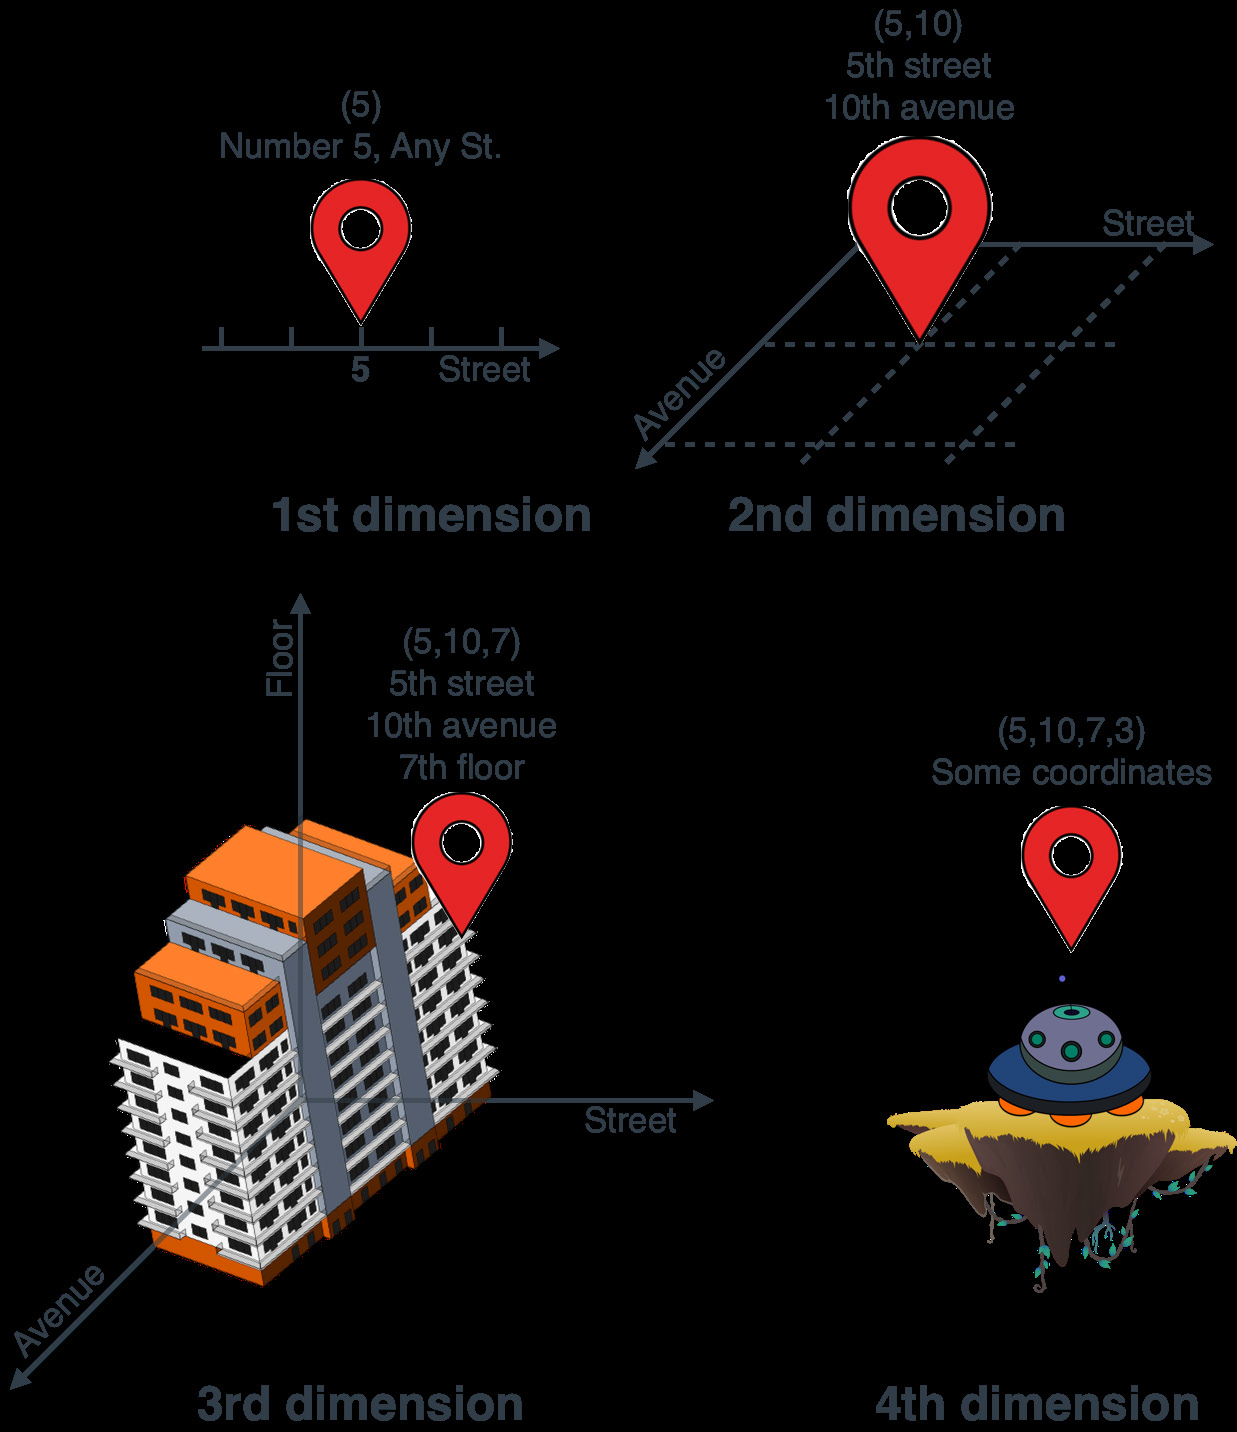 (5)
Number 5, Any St.
5
Street
1st dimension
(5,10)
5th street
10th avenue
Street
Avenue
2nd dimension
Floor
(5,10,7)
5th street
10th avenue
7th floor
Street
Avenue
3rd dimension
(5,10,7,3)
Some coordinates
4th dimension